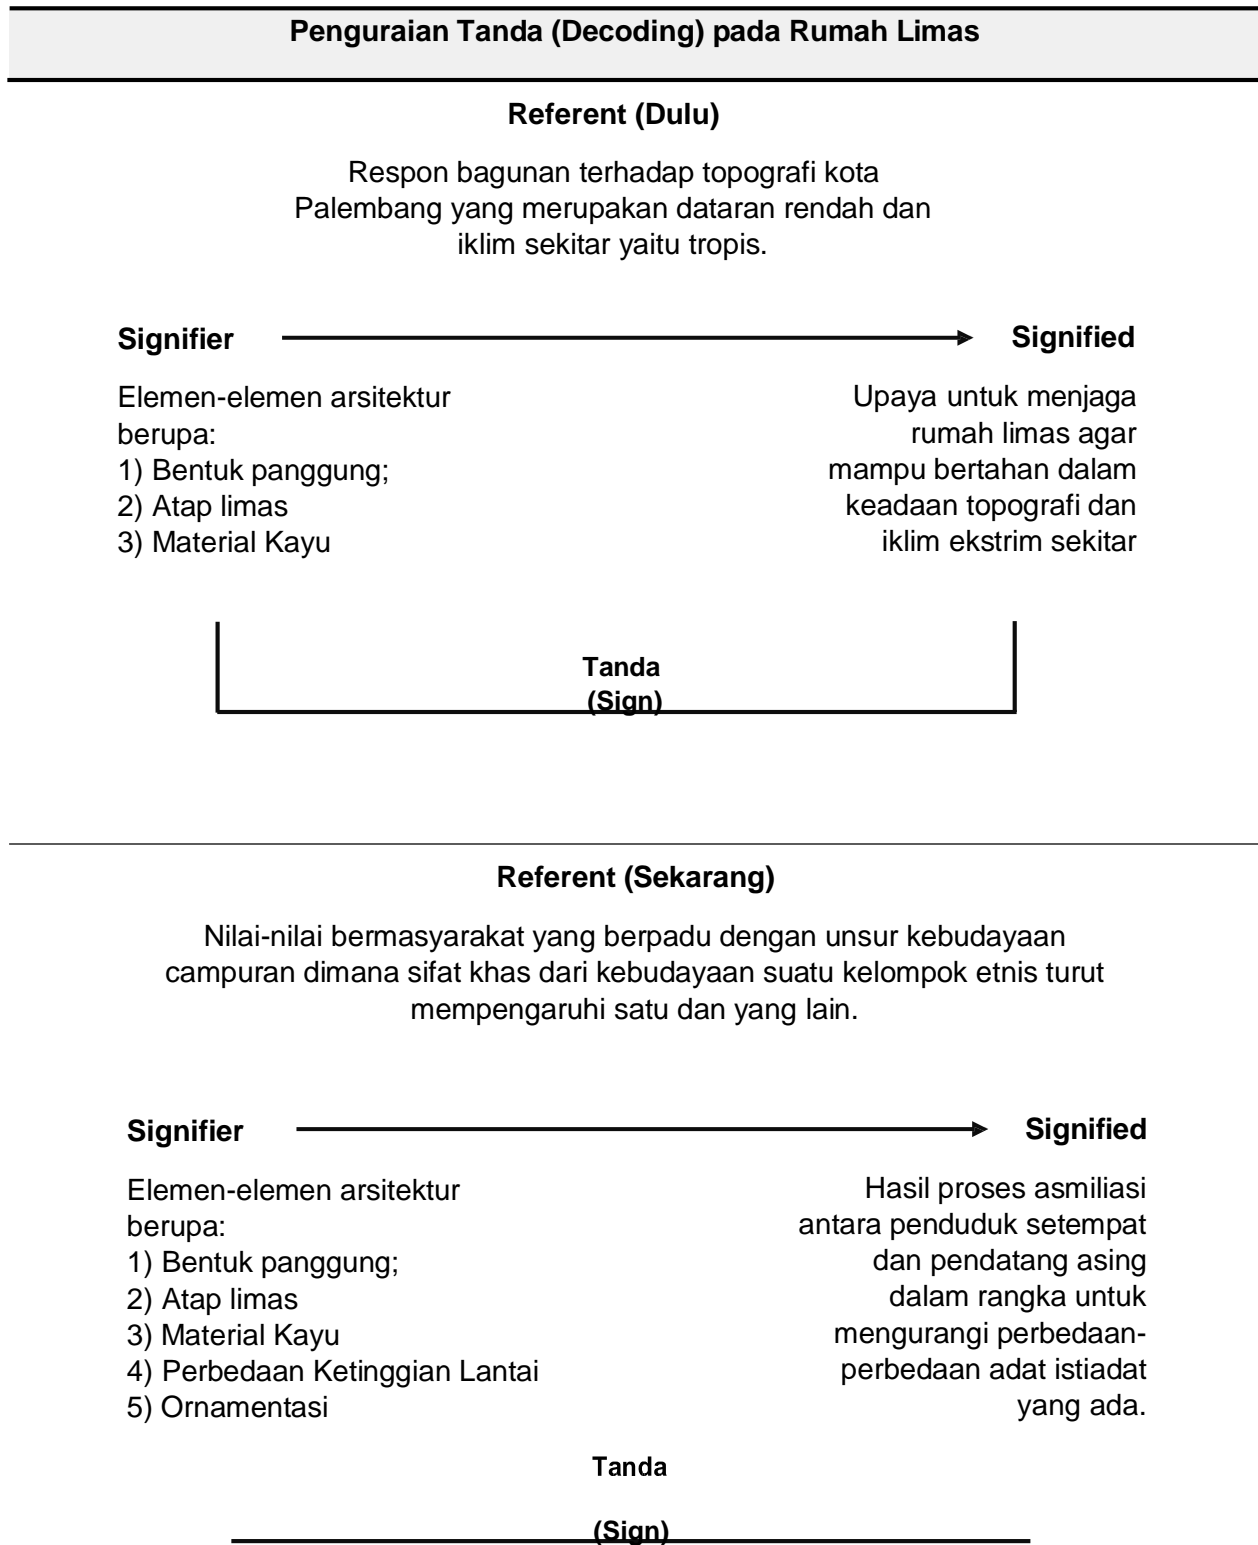 Penguraian Tanda (Decoding) pada Rumah Limas
Referent (Dulu)
Respon bagunan terhadap topografi kota
Palembang yang merupakan dataran rendah dan
iklim sekitar yaitu tropis.
Signifier
Signified
Elemen-elemen arsitektur
berupa:
1) Bentuk panggung;
2) Atap limas
3) Material Kayu
Upaya untuk menjaga
rumah limas agar
mampu bertahan dalam
keadaan topografi dan
iklim ekstrim sekitar
Tanda
(Sign)
Referent (Sekarang)
Nilai-nilai bermasyarakat yang berpadu dengan unsur kebudayaan
campuran dimana sifat khas dari kebudayaan suatu kelompok etnis turut
mempengaruhi satu dan yang lain.
Signifier
Signified
Elemen-elemen arsitektur
berupa:
1) Bentuk panggung;
2) Atap limas
3) Material Kayu
4) Perbedaan Ketinggian Lantai
5) Ornamentasi
Hasil proses asmiliasi
antara penduduk setempat
dan pendatang asing
dalam rangka untuk
mengurangi perbedaan-
perbedaan adat istiadat
yang ada.
Tanda
(Sign)